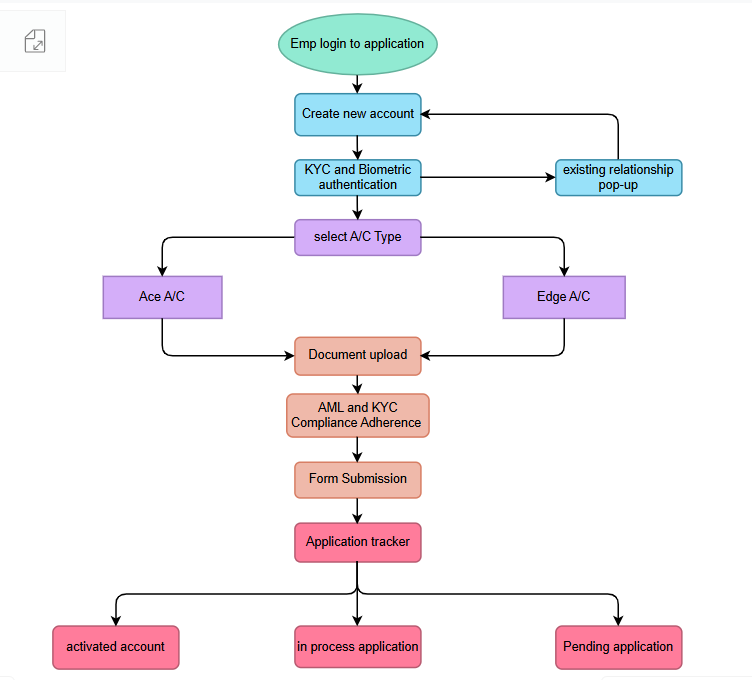 Emp login to application
Create new account
KYC and Biometric
authentication
existing relationship
pop-up
select A/C Type
Ace A/C
Edge A/C
Document upload
AML and KYC
Compliance Adherence
Form Submission
Application tracker
activated account
in process application
Pending application